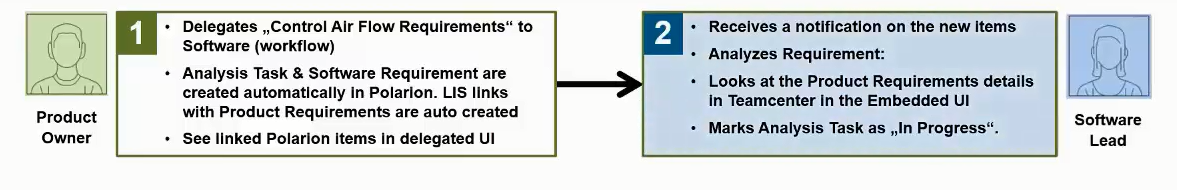 Product
Owner
1
• Delegates „Control Air Flow Requirements“ to
Software (workflow)
• Analysis Task & Software Requirement are
created automatically in Polarion. LIS links
with Product Requirements are auto created
• See linked Polarion items in delegated UI
2
• Receives a notification on the new items
• Analyzes Requirement:
• Looks at the Product Requirements details
in Teamcenter in the Embedded UI
• Marks Analysis Task as „In Progress“.
Software
Lead